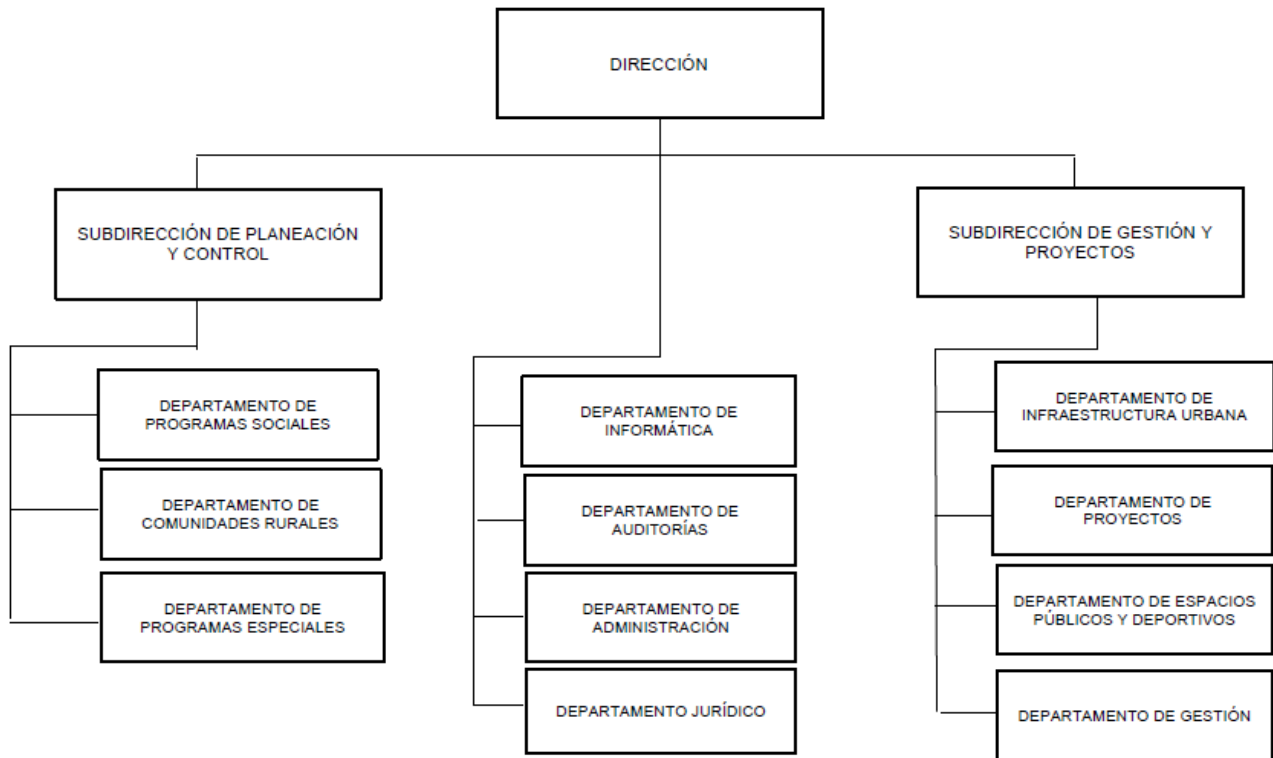 DIRECCIÓN
SUBDIRECCIÓN DE PLANEACIÓN
Y CONTROL
SUBDIRECCIÓN DE GESTIÓN Y
PROYECTOS
DEPARTAMENTO DE
PROGRAMAS SOCIALES
DEPARTAMENTO DE
COMUNIDADES RURALES
DEPARTAMENTO DE
PROGRAMAS ESPECIALES
DEPARTAMENTO DE
INFORMÁTICA
DEPARTAMENTO DE
AUDITORÍAS
DEPARTAMENTO DE
ADMINISTRACIÓN
DEPARTAMENTO JURÍDICO
DEPARTAMENTO DE
INFRAESTRUCTURA URBANA
DEPARTAMENTO DE
PROYECTOS
DEPARTAMENTO DE ESPACIOS
PÚBLICOS Y DEPORTIVOS
DEPARTAMENTO DE GESTIÓN